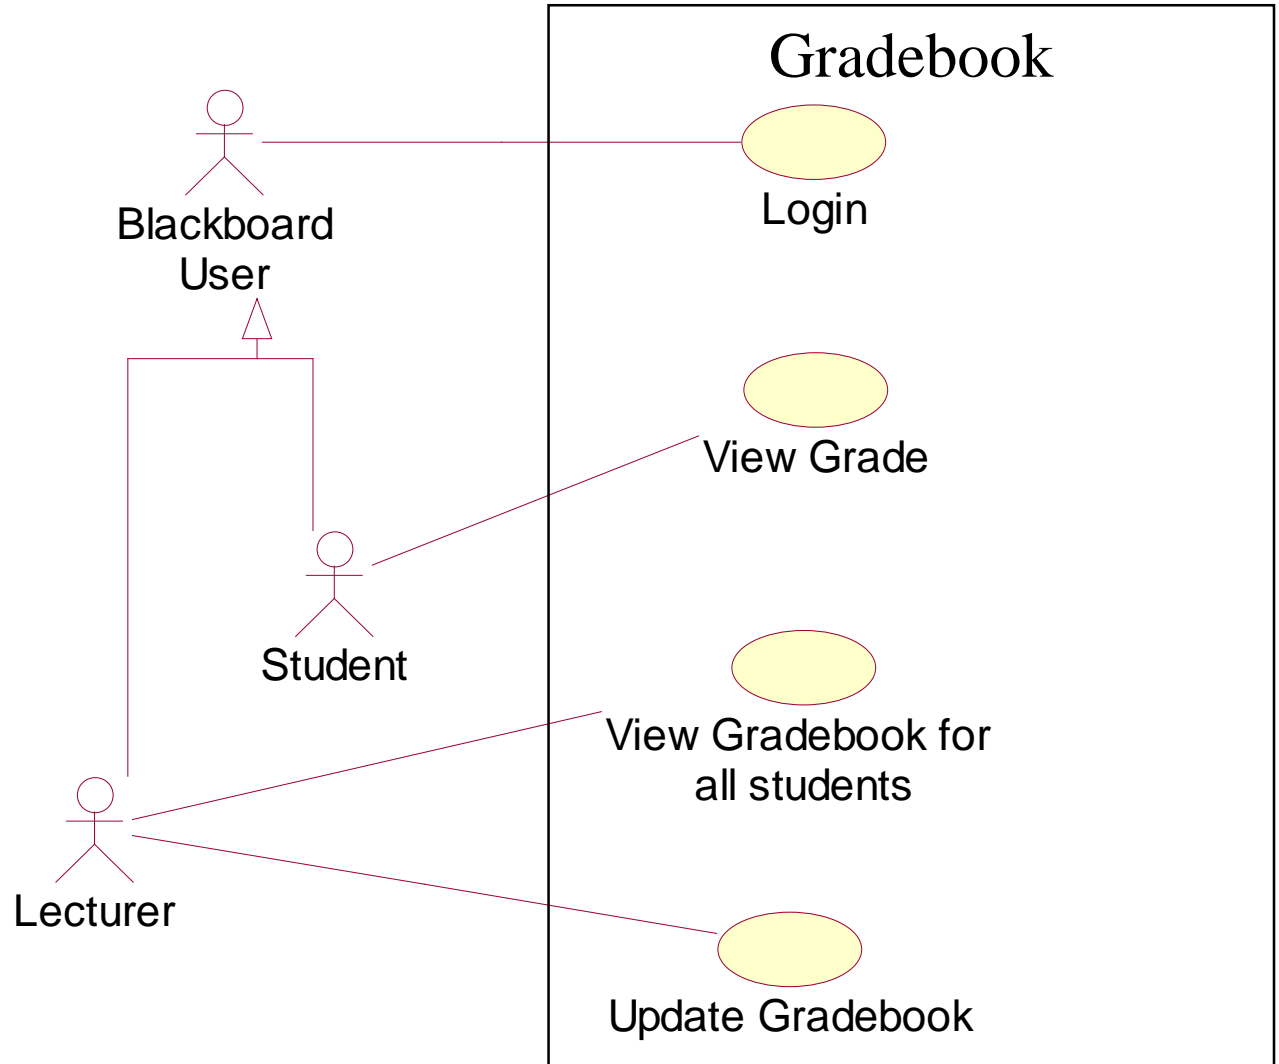 Gradebook
Blackboard
User
Login
View Grade
Student
View Gradebook for
all students
Lecturer
Update Gradebook